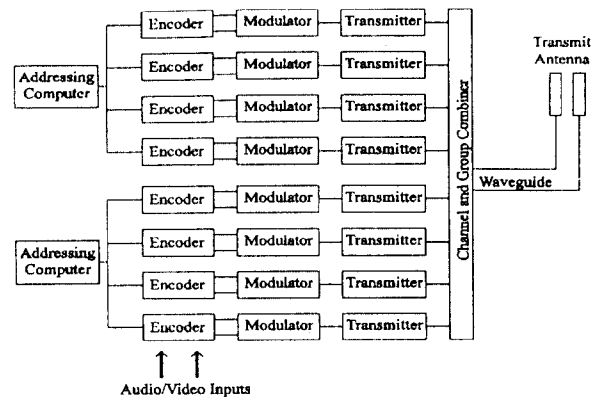 Encoder Modulator Transmitter
Encoder Modulator Transmitter
Addressing
Computer
Encoder Modulator Transmitter
Encoder Modulator Transmitter
Encoder Modulator Transmitter
Encoder Modulator Transmitter
Addressing
Computer
Encoder Modulator Transmitter
Encoder Modulator Transmitter
Audio/Video Inputs
Channel and Group Combiner
Transmit
Antenna
Waveguide